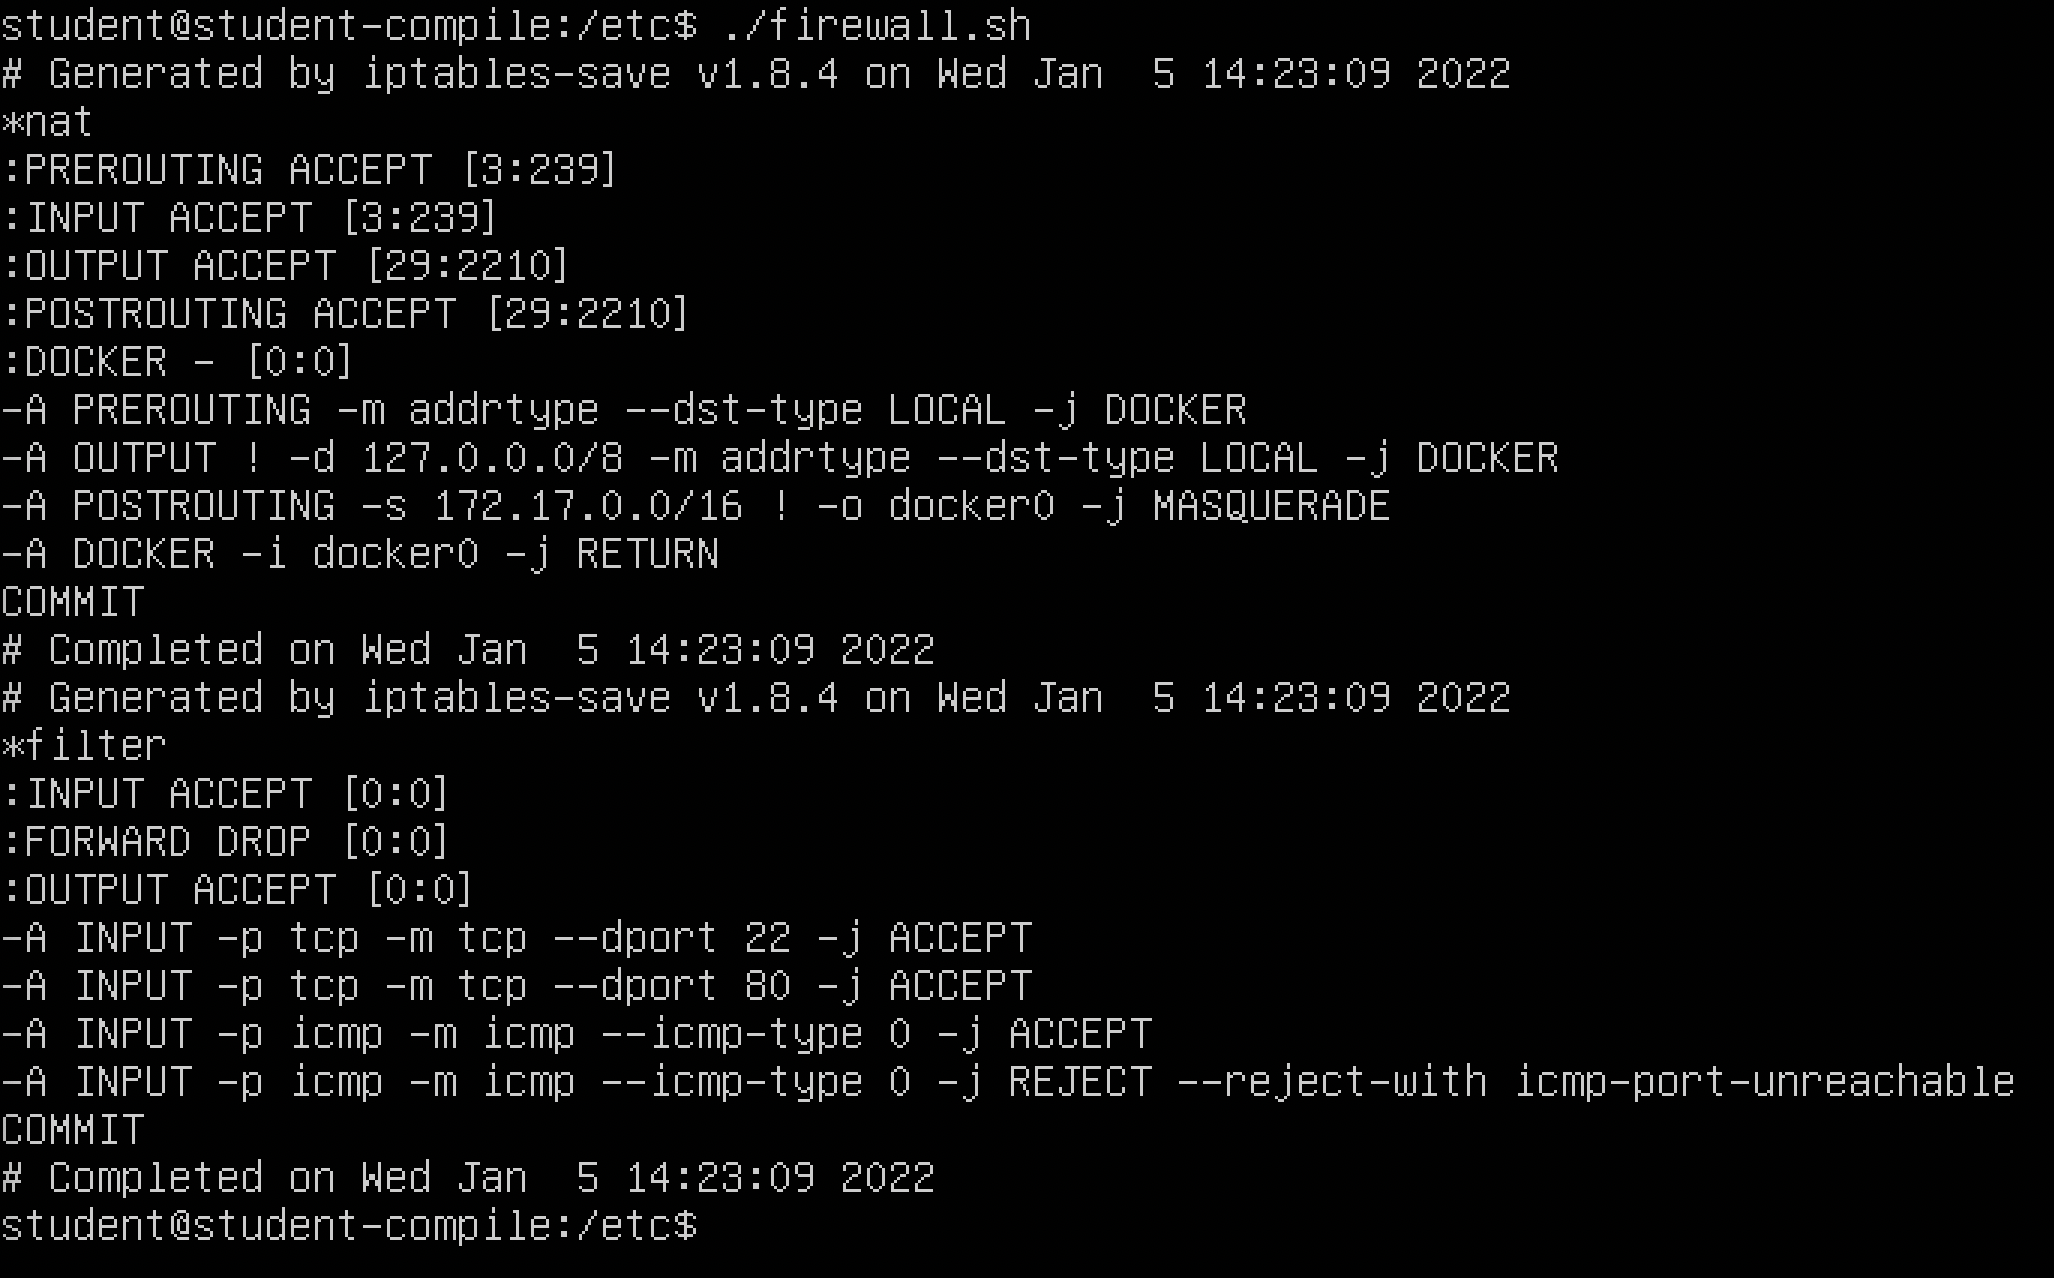 student@student-compile:/etc$ ./firewall.sh
# Generated by iptables-save v1.8.4 on Wed Jan  5 14:23:09 2022
*nat
:PREROUTING ACCEPT [3:239]
:INPUT ACCEPT [3:239]
:OUTPUT ACCEPT [29:2210]
:POSTROUTING ACCEPT [29:2210]
:DOCKER - [0:0]
-A PREROUTING -m addrtype --dst-type LOCAL -j DOCKER
-A OUTPUT ! -d 127.0.0.0/8 -m addrtype --dst-type LOCAL -j DOCKER
-A POSTROUTING -s 172.17.0.0/16 ! -o docker0 -j MASQUERADE
-A DOCKER -i docker0 -j RETURN
COMMIT
# Completed on Wed Jan  5 14:23:09 2022
# Generated by iptables-save v1.8.4 on Wed Jan  5 14:23:09 2022
*filter
:INPUT ACCEPT [0:0]
:FORWARD DROP [0:0]
:OUTPUT ACCEPT [0:0]
-A INPUT -p tcp -m tcp --dport 22 -j ACCEPT
-A INPUT -p tcp -m tcp --dport 80 -j ACCEPT
-A INPUT -p icmp -m icmp --icmp-type 0 -j ACCEPT
-A INPUT -p icmp -m icmp --icmp-type 0 -j REJECT --reject-with icmp-port-unreachable
COMMIT
# Completed on Wed Jan  5 14:23:09 2022
student@student-compile:/etc$